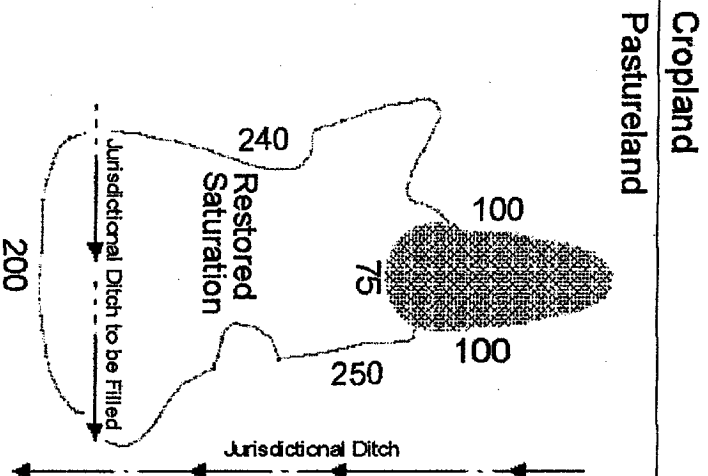 Cropland
Pastureland
240
100
Restored
Saturation
75
100
250
200
Jurisdictional Ditch to be Filled
Jurisdictional Ditch